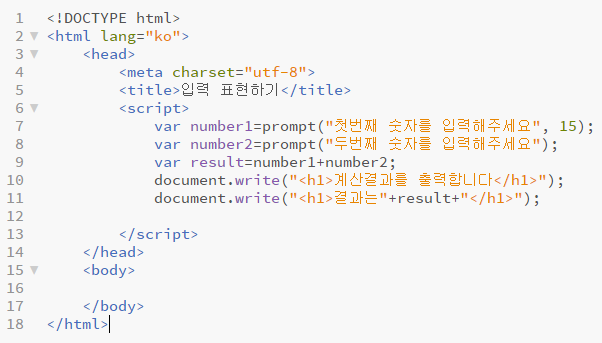 1 <!DOCTYPE html>
2 <html lang="ko">
3 <head>
4 <meta charset="utf-8">
5 <title>입력 표현하기</title>
6 <script>
7 var number1=prompt("첫번째 숫자를 입력해주세요", 15);
8 var number2=prompt("두번째 숫자를 입력해주세요");
9 var result=number1+number2;
10 document.write("<h1>계산결과를 출력합니다</h1>");
11 document.write("<h1>결과는"+result+"</h1>");
12
13 </script>
14 </head>
15 <body>
16
17 </body>
18 </html>